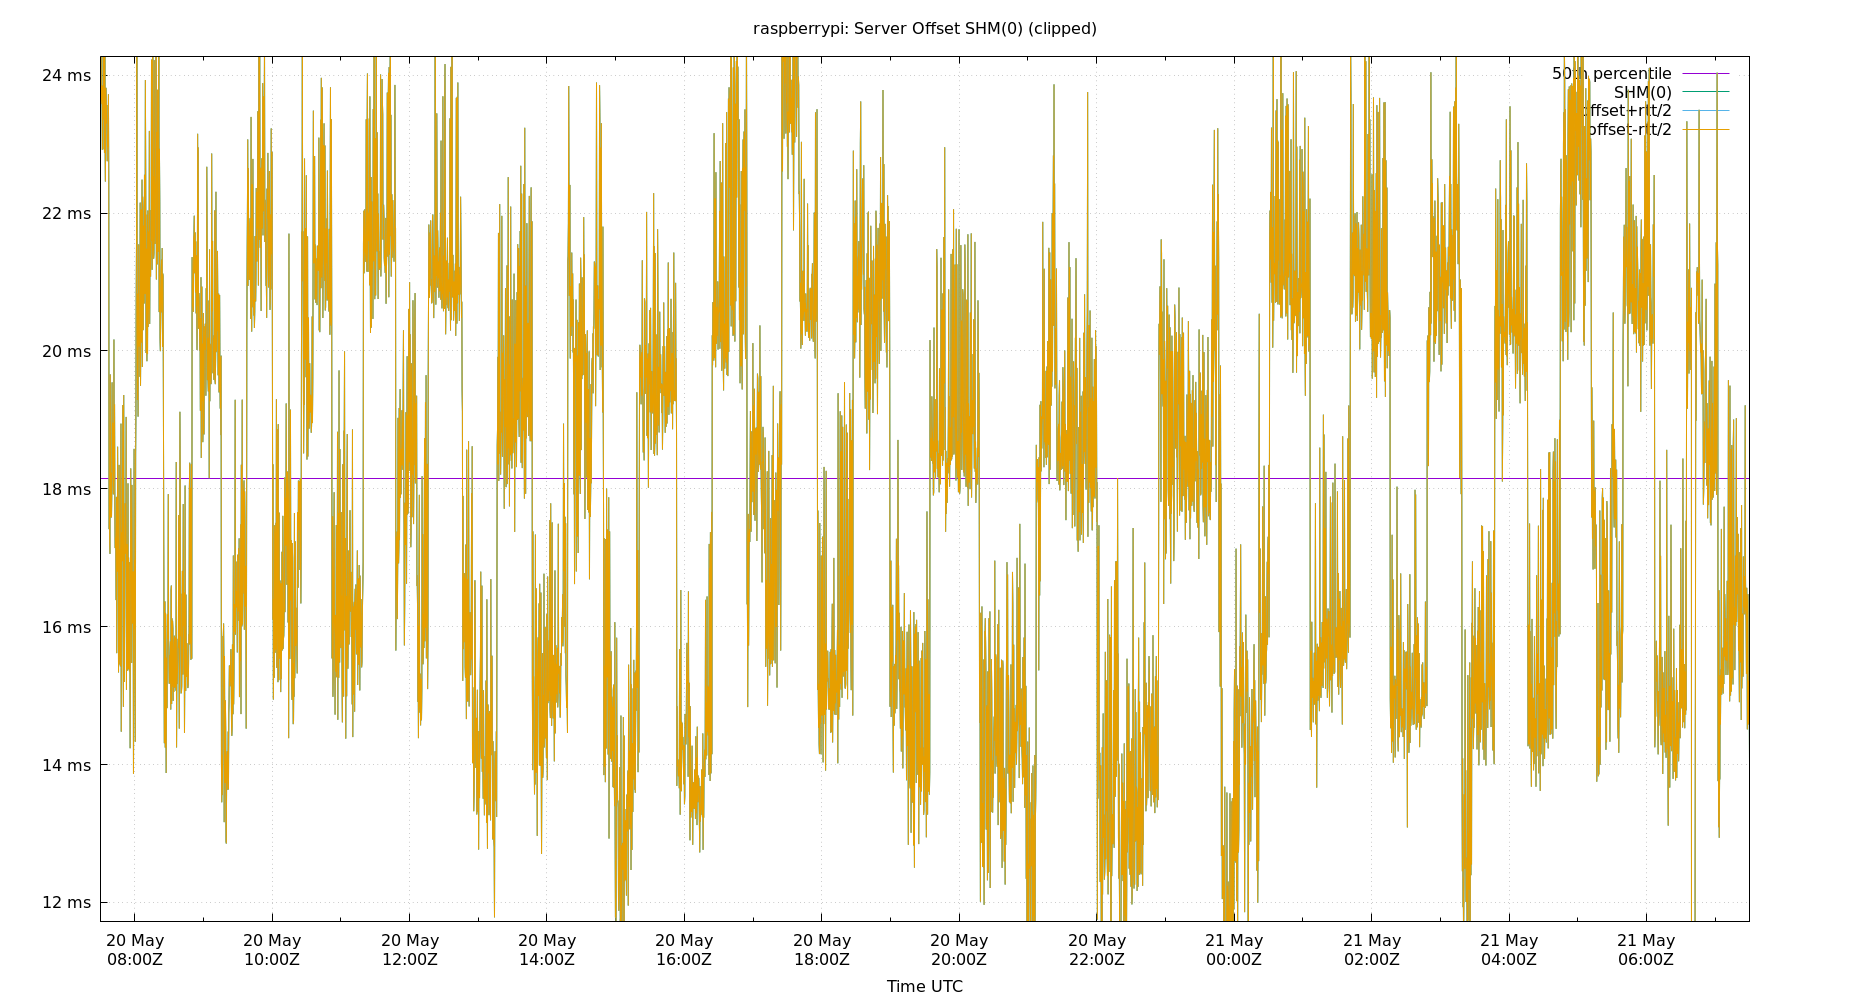 raspberrypi: Server Offset SHM(0) (clipped)
24 ms
22 ms
20 ms
18 ms
16 ms
14 ms
12 ms
50th percentile
SHM(0)
offset+rtt/2
offset-rtt/2
20 May 20 May 20 May 20 May 20 May 20 May 20 May 20 May 21 May 21 May 21 May 21 May
08:00Z 10:00Z 12:00Z 14:00Z 16:00Z 18:00Z 20:00Z 22:00Z 00:00Z 02:00Z 04:00Z 06:00Z
Time UTC